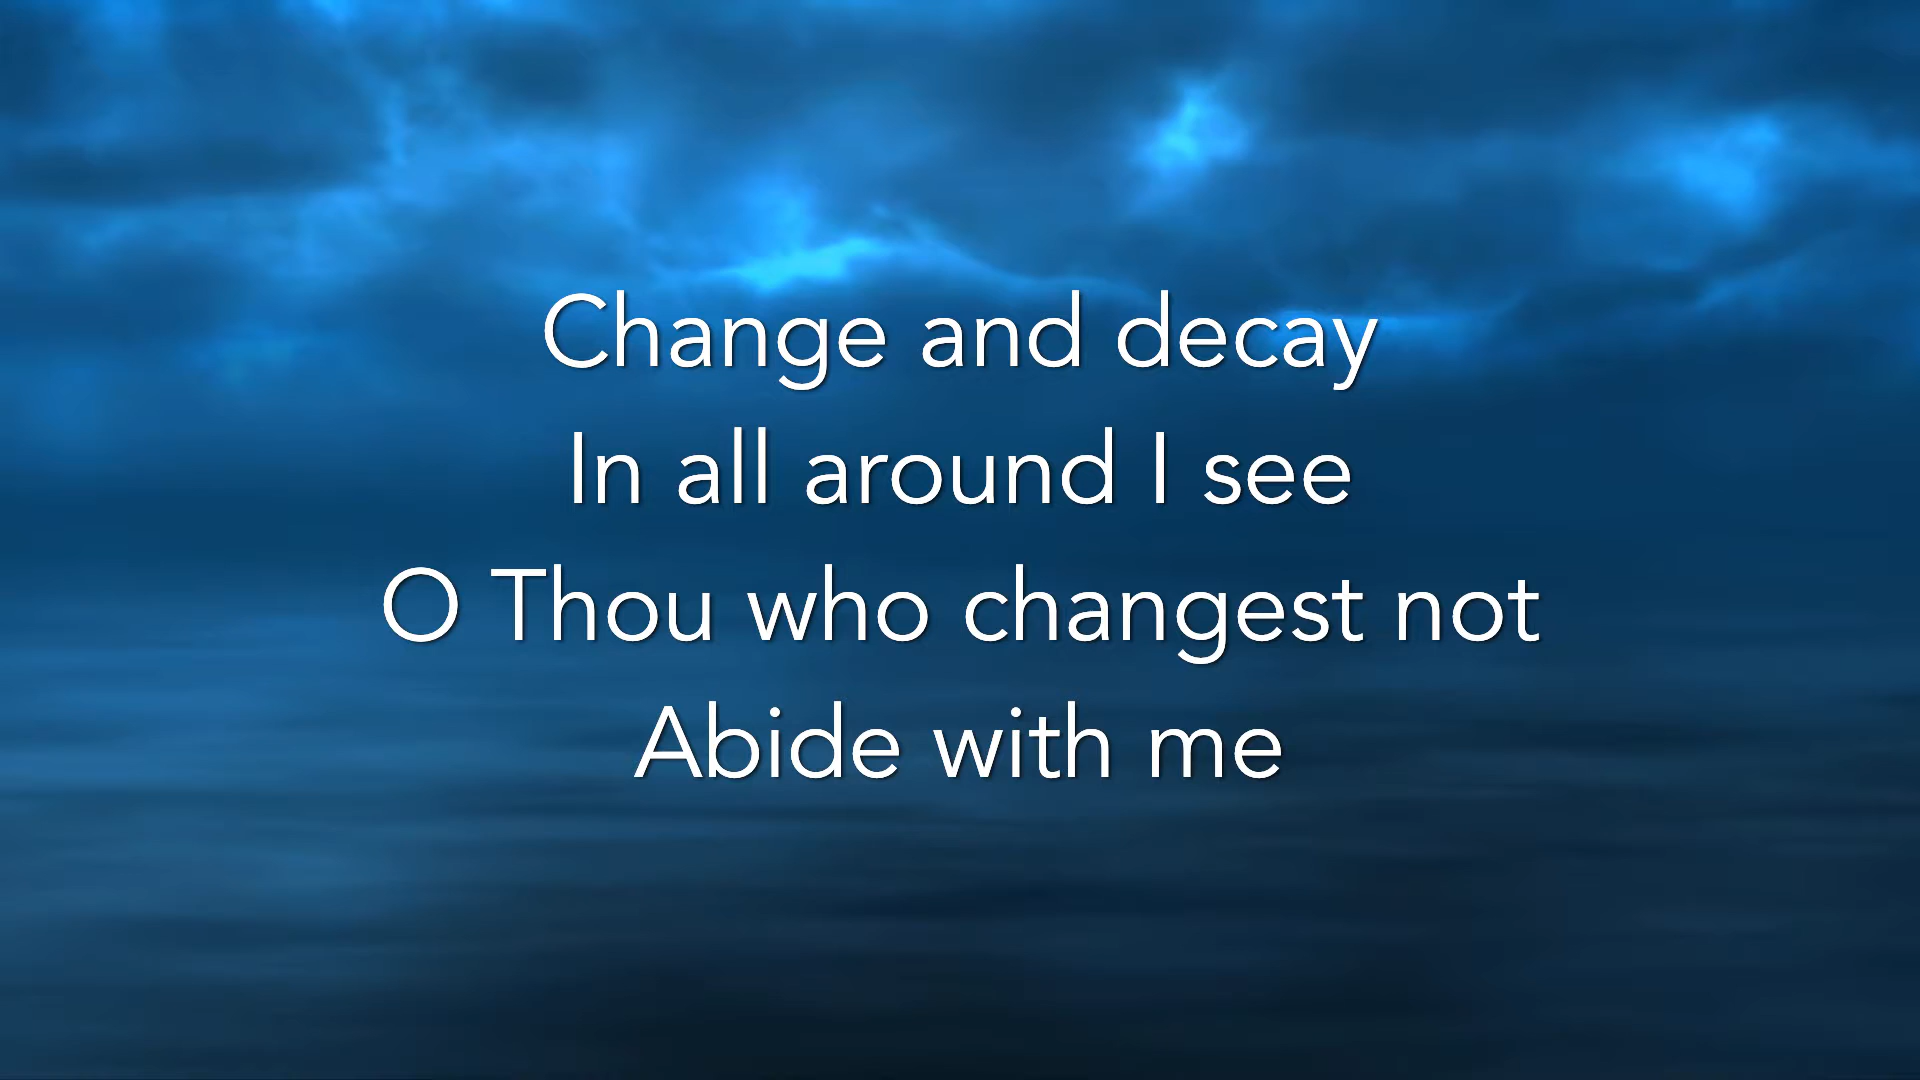 Change and decay
In all around I see
O Thou who changest not
Abide with me